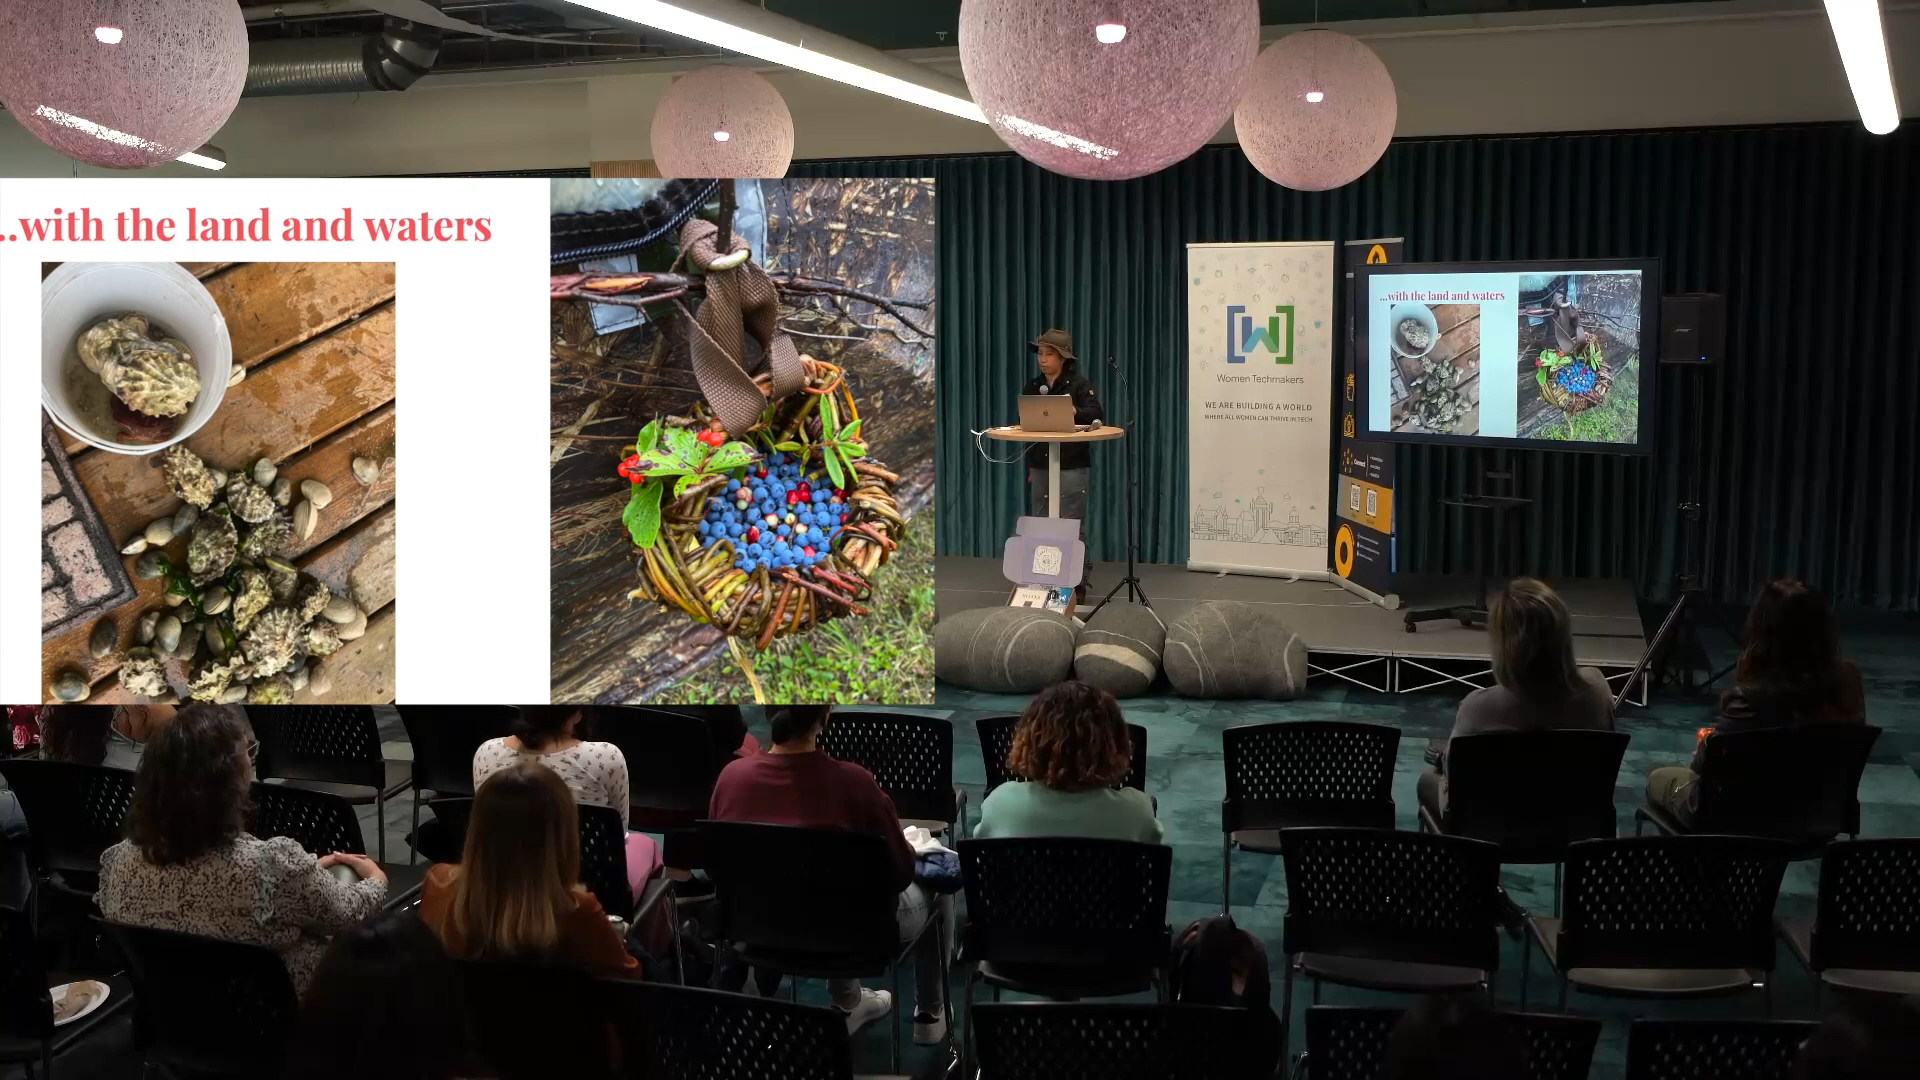 ...with the land and waters
[W]
Women Techmakers
WE ARE BUILDING A WORLD
WHERE ALL WOMEN CAN THRIVE IN TECH
...with the land and waters
Connect